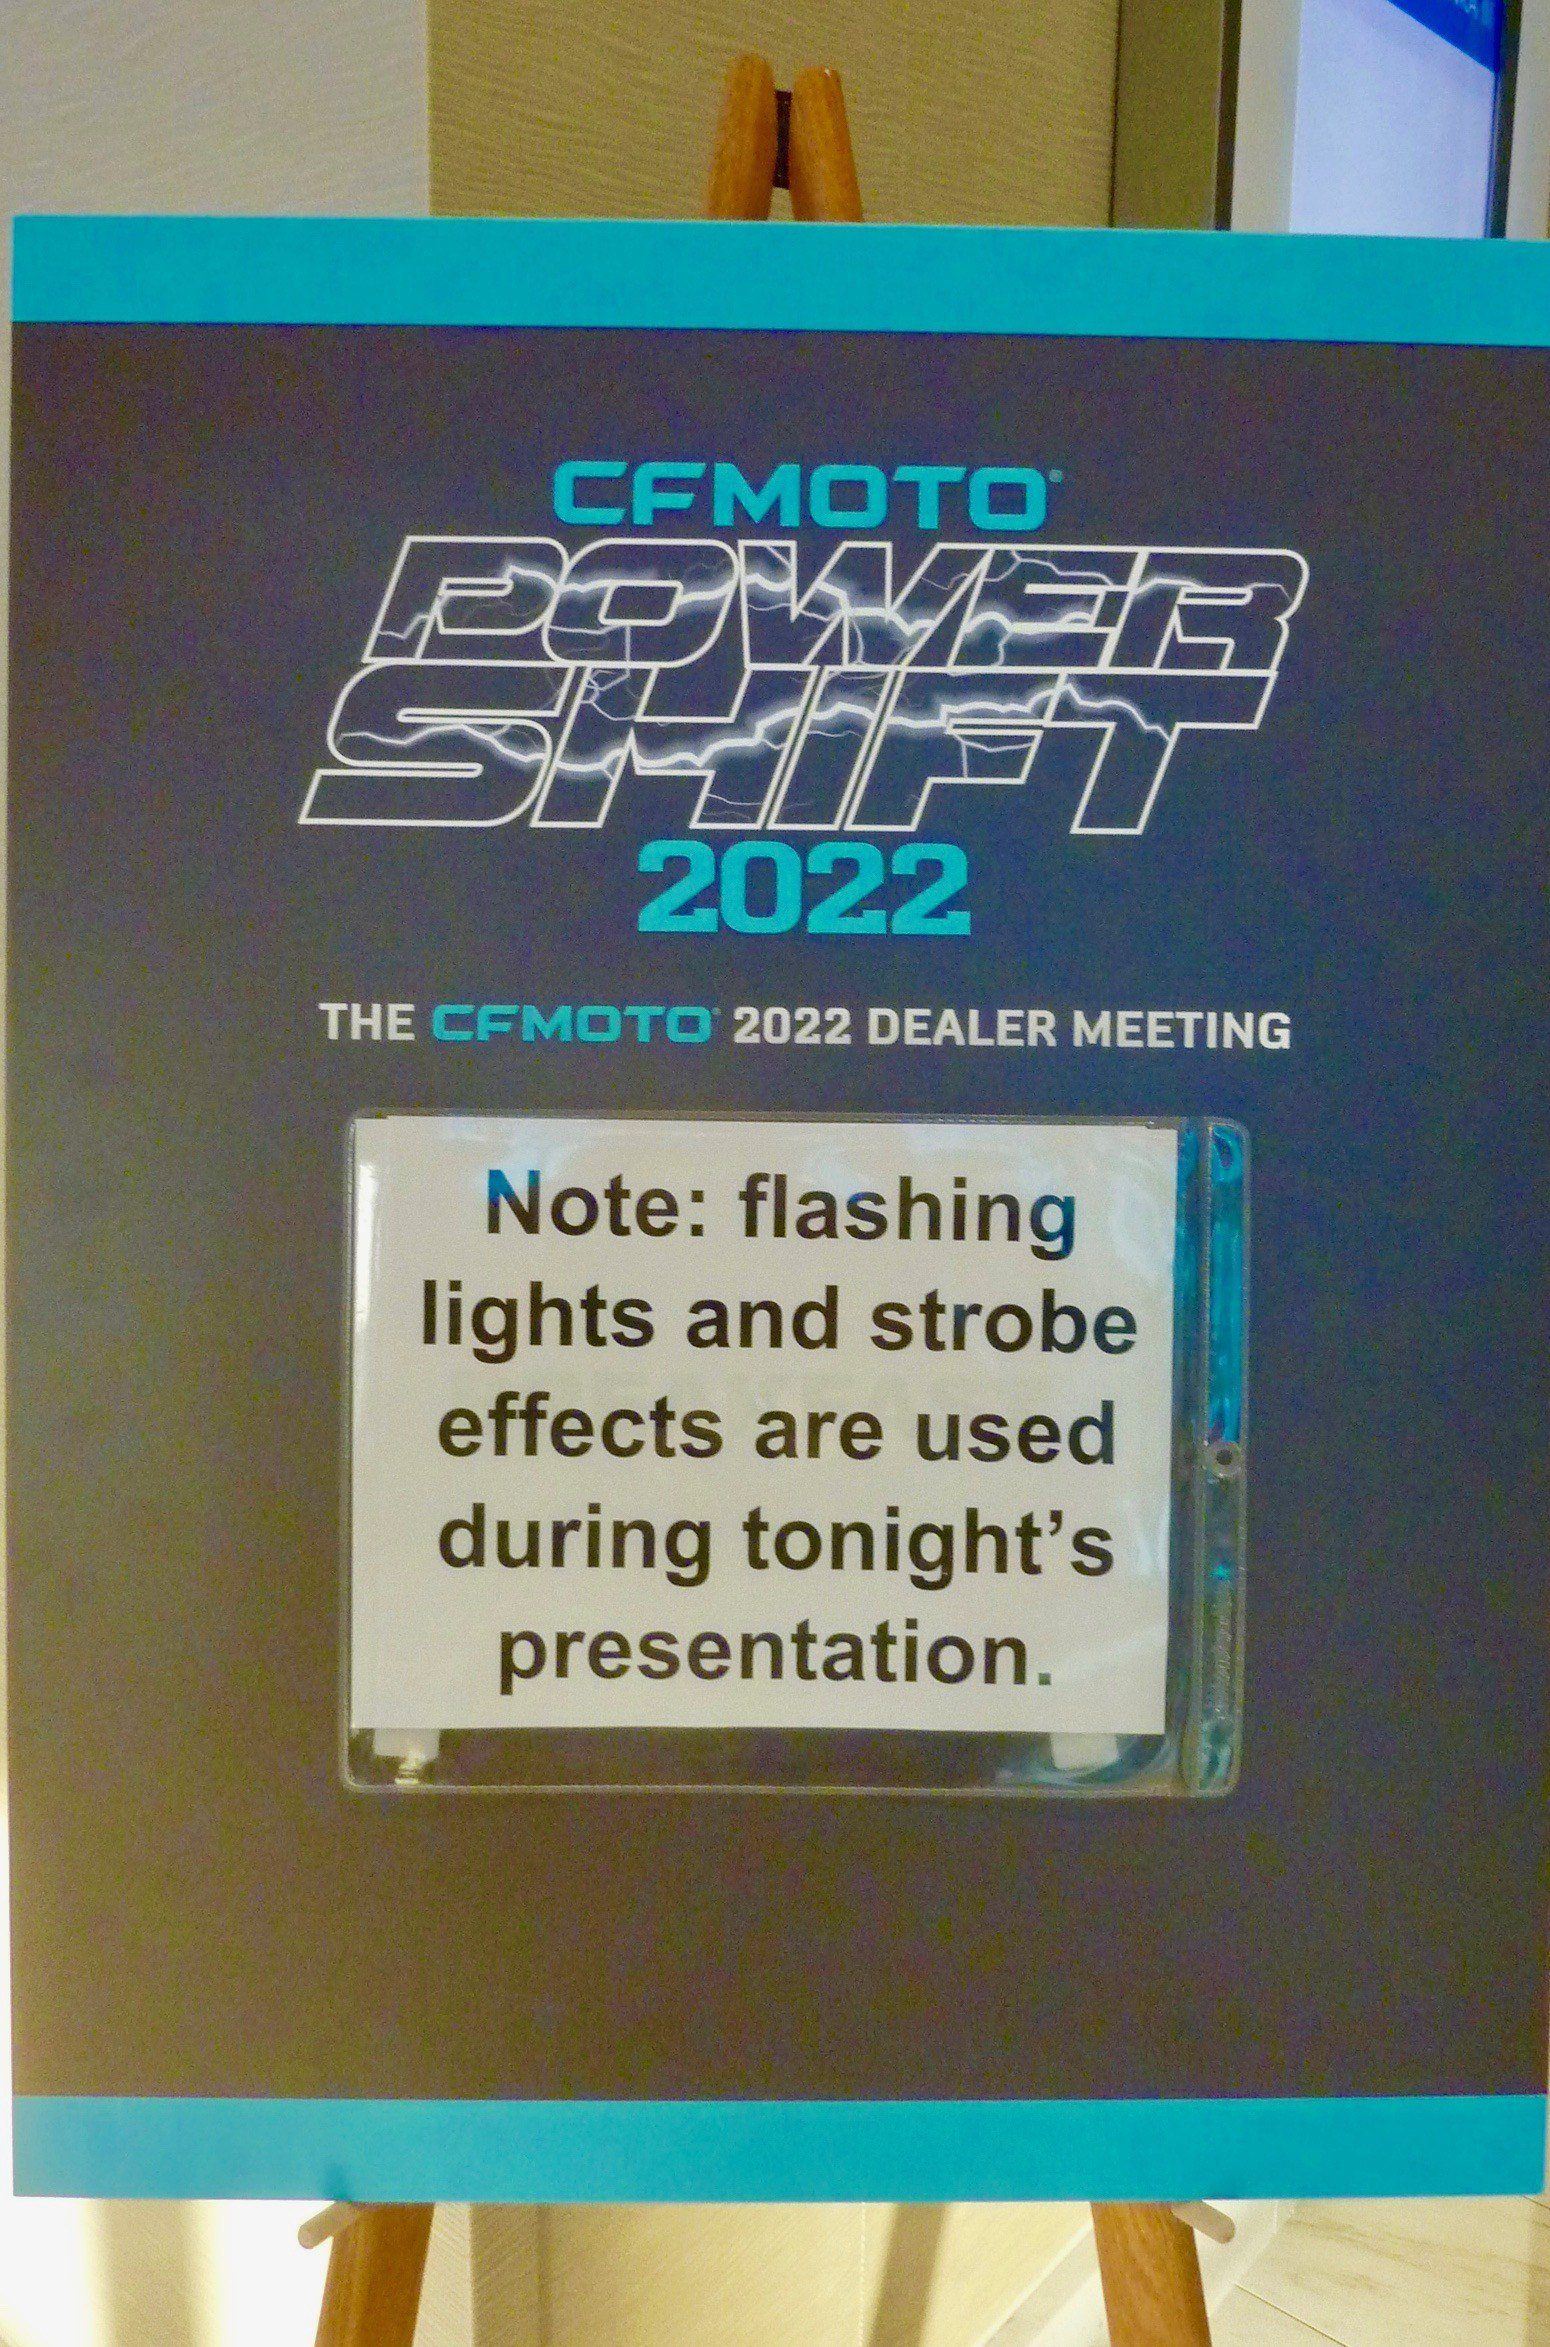 CFMOTO®
POWER
SHIFT
2022
THE CFMOTO® 2022 DEALER MEETING
Note: flashing
lights and strobe
effects are used
during tonight’s
presentation.